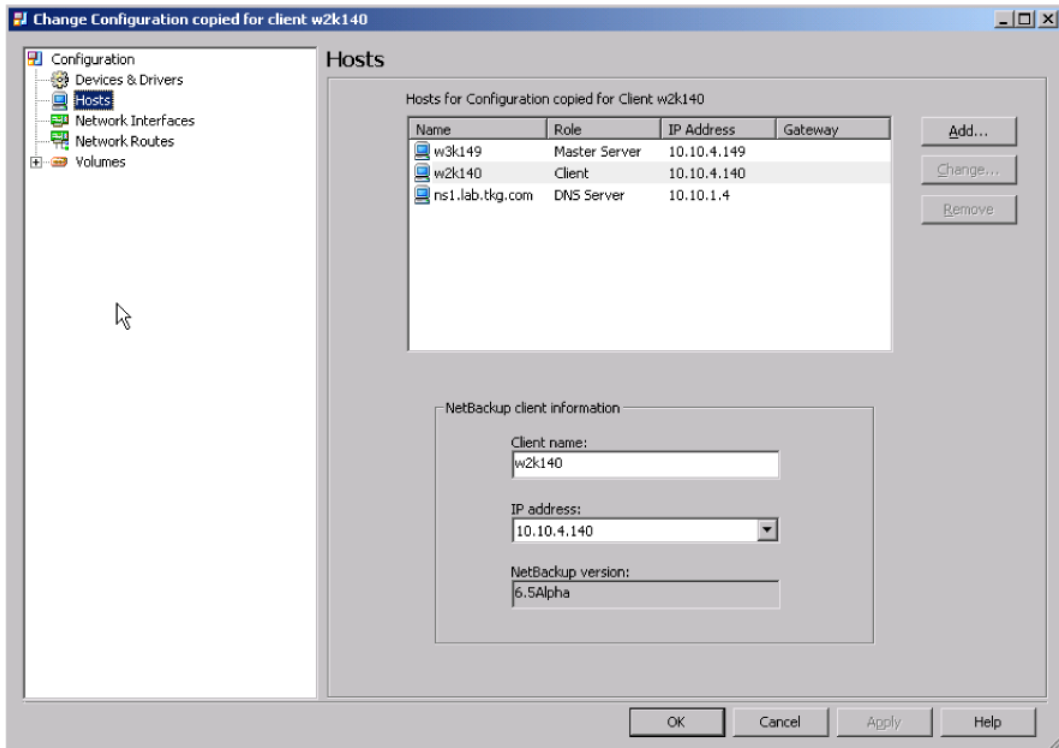 Change Configuration copied for client w2k140
Configuration
Devices & Drivers
Hosts
Network Interfaces
Network Routes
Volumes
Hosts
Hosts for Configuration copied for Client w2k140
Name Role IP Address Gateway
w3k149 Master Server 10.10.4.149
w2k140 Client 10.10.4.140
ns1.lab.tkg.com DNS Server 10.10.1.4
Add...
Change...
Remove
NetBackup client information
Client name:
w2k140
IP address:
10.10.4.140
NetBackup version:
6.5Alpha
OK Cancel Apply Help